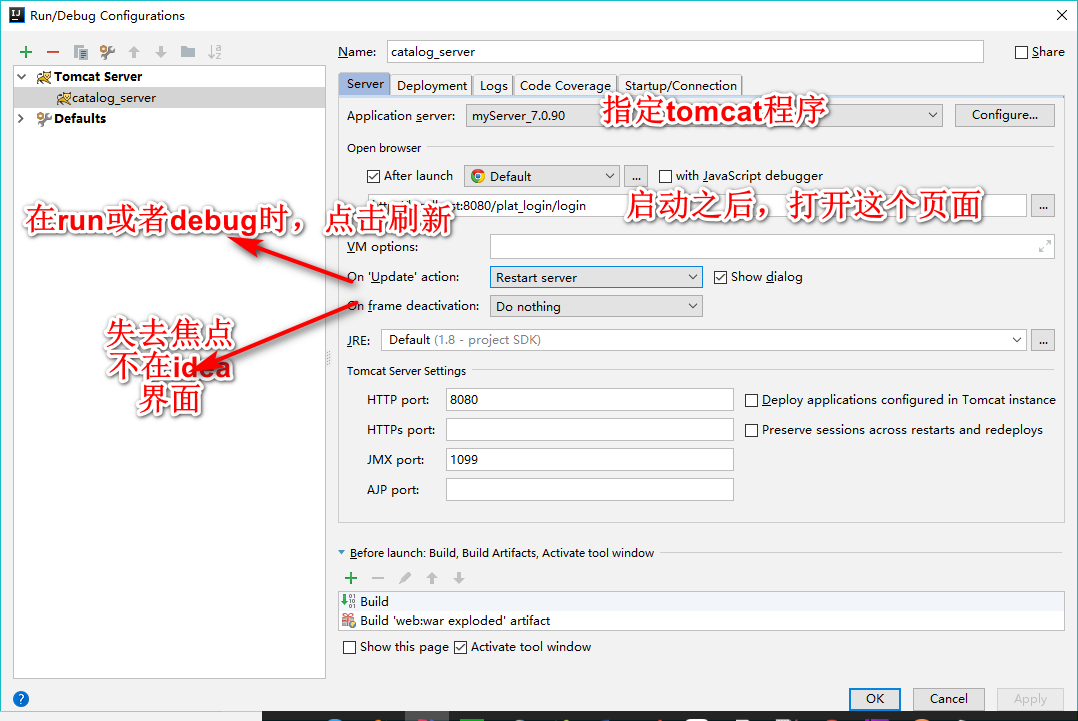 Run/Debug Configurations
Name: catalog_server Share
Tomcat Server
catalog_server
Defaults
Server Deployment Logs Code Coverage Startup/Connection
Application server: myServer_7.0.90 Configure...
指定tomcat程序
Open browser
After launch Default ... with JavaScript debugger
:8080/plat_login/login ...
启动之后，打开这个页面
在run或者debug时，点击刷新
VM options:
On 'Update' action: Restart server Show dialog
On frame deactivation: Do nothing
失去焦点
不在idea
界面
JRE: Default (1.8 - project SDK) ...
Tomcat Server Settings
HTTP port: 8080 Deploy applications configured in Tomcat instance
HTTPs port: Preserve sessions across restarts and redeploys
JMX port: 1099
AJP port:
Before launch: Build, Build Artifacts, Activate tool window
Build
Build 'web:war exploded' artifact
Show this page Activate tool window
OK Cancel Apply